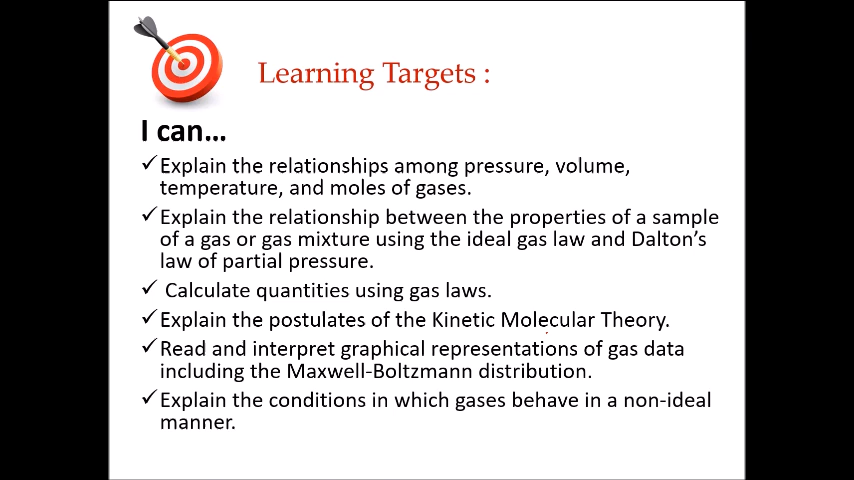 Learning Targets :
I can...
✓Explain the relationships among pressure, volume,
temperature, and moles of gases.
✓Explain the relationship between the properties of a sample
of a gas or gas mixture using the ideal gas law and Dalton's
law of partial pressure.
✓ Calculate quantities using gas laws.
✓Explain the postulates of the Kinetic Molecular Theory.
✓Read and interpret graphical representations of gas data
including the Maxwell-Boltzmann distribution.
✓Explain the conditions in which gases behave in a non-ideal
manner.